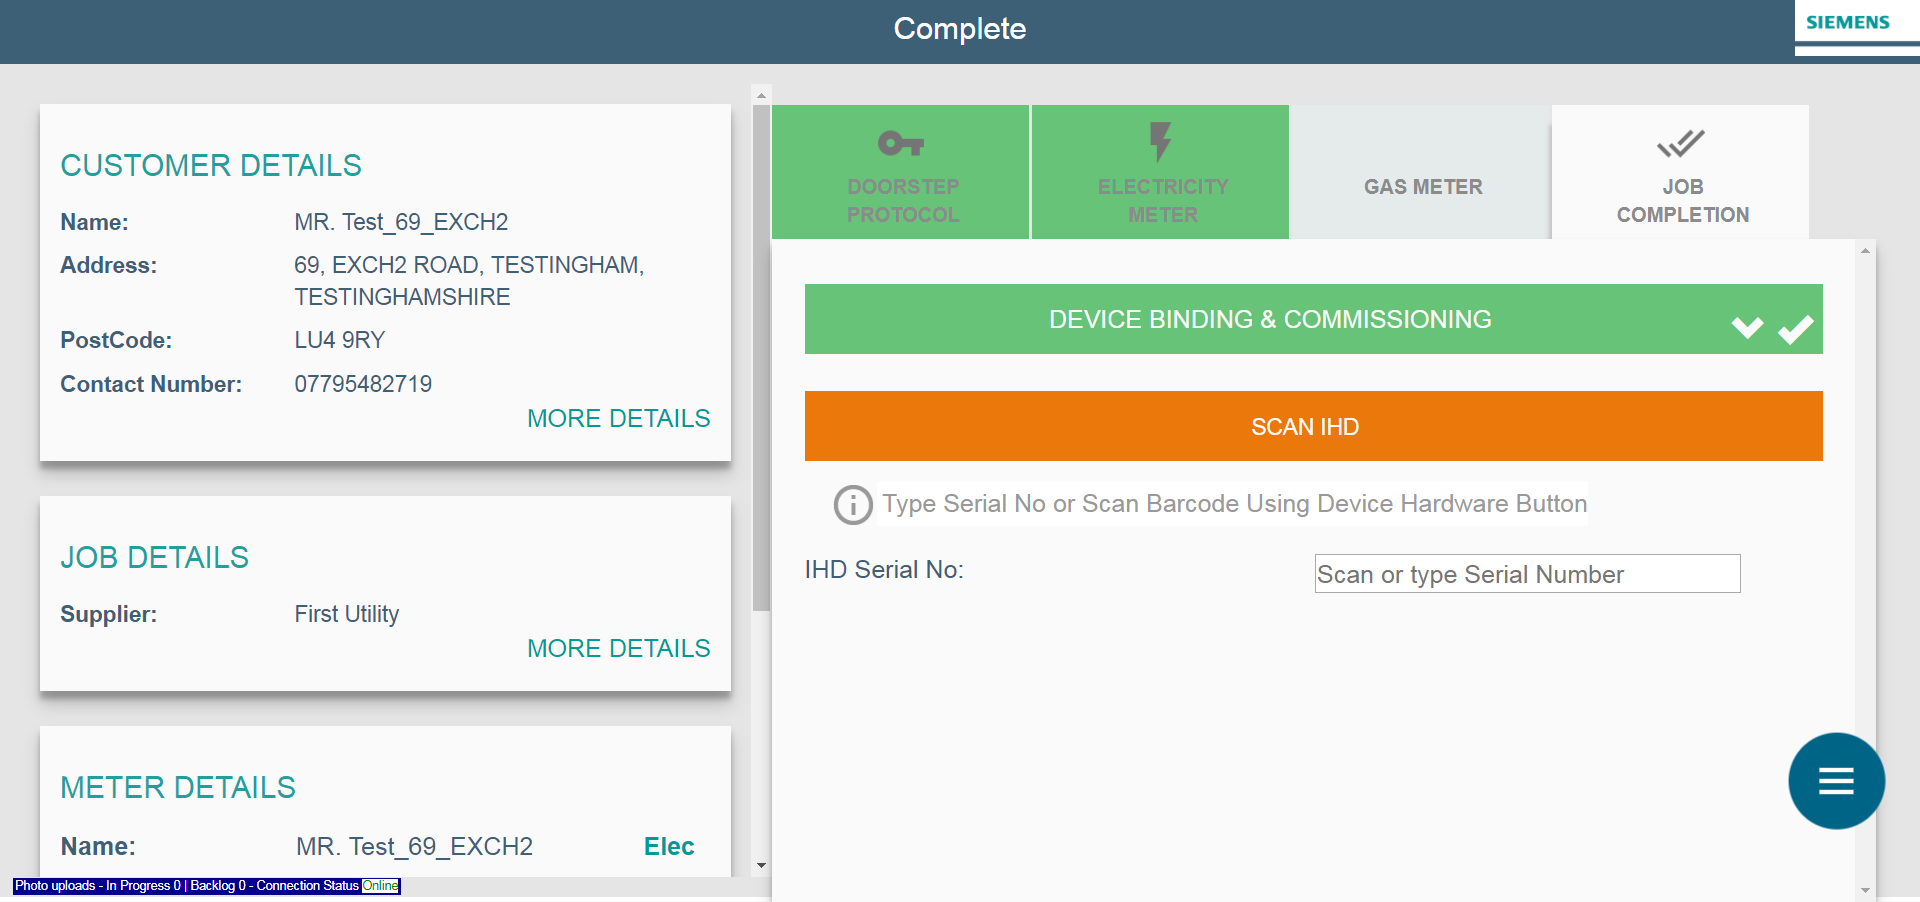 Complete
SIEMENS
CUSTOMER DETAILS
Name: MR. Test_69_EXCH2
Address: 69, EXCH2 ROAD, TESTINGHAM,
TESTINGHAMSHIRE
PostCode: LU4 9RY
Contact Number: 07795482719
MORE DETAILS
JOB DETAILS
Supplier: First Utility
MORE DETAILS
METER DETAILS
Name: MR. Test_69_EXCH2 Elec
Photo uploads - In Progress 0 | Backlog 0 - Connection Status Online
DOORSTEP
PROTOCOL
ELECTRICITY
METER
GAS METER
JOB
COMPLETION
DEVICE BINDING & COMMISSIONING
SCAN IHD
Type Serial No or Scan Barcode Using Device Hardware Button
IHD Serial No: Scan or type Serial Number